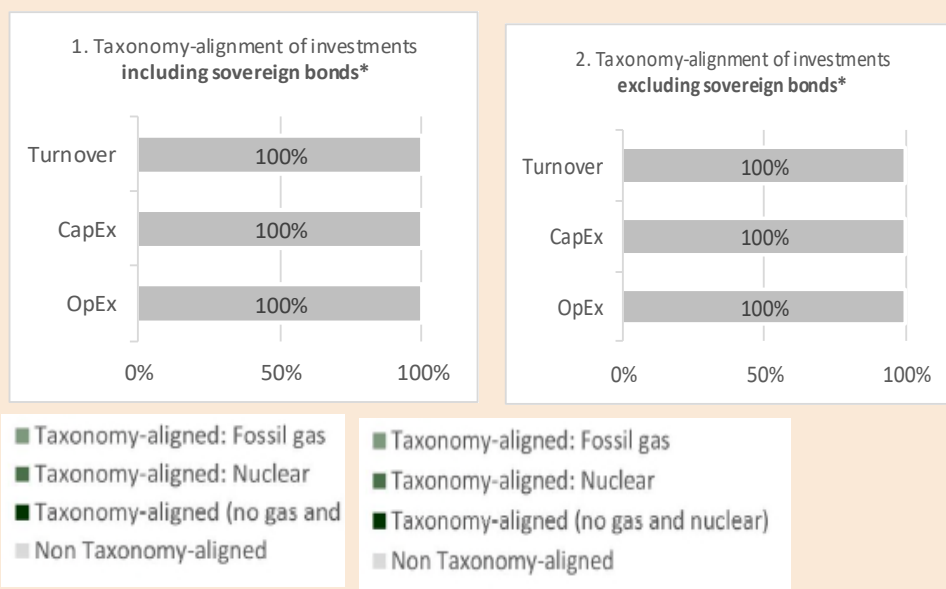 1. Taxonomy-alignment of investments
including sovereign bonds*
Turnover
100%
CapEx
100%
OpEx
100%
0% 50% 100%
2. Taxonomy-alignment of investments
excluding sovereign bonds*
Turnover
100%
CapEx
100%
OpEx
100%
0% 50% 100%
Taxonomy-aligned: Fossil gas
Taxonomy-aligned: Nuclear
Taxonomy-aligned (no gas and
Non Taxonomy-aligned
Taxonomy-aligned: Fossil gas
Taxonomy-aligned: Nuclear
Taxonomy-aligned (no gas and nuclear)
Non Taxonomy-aligned